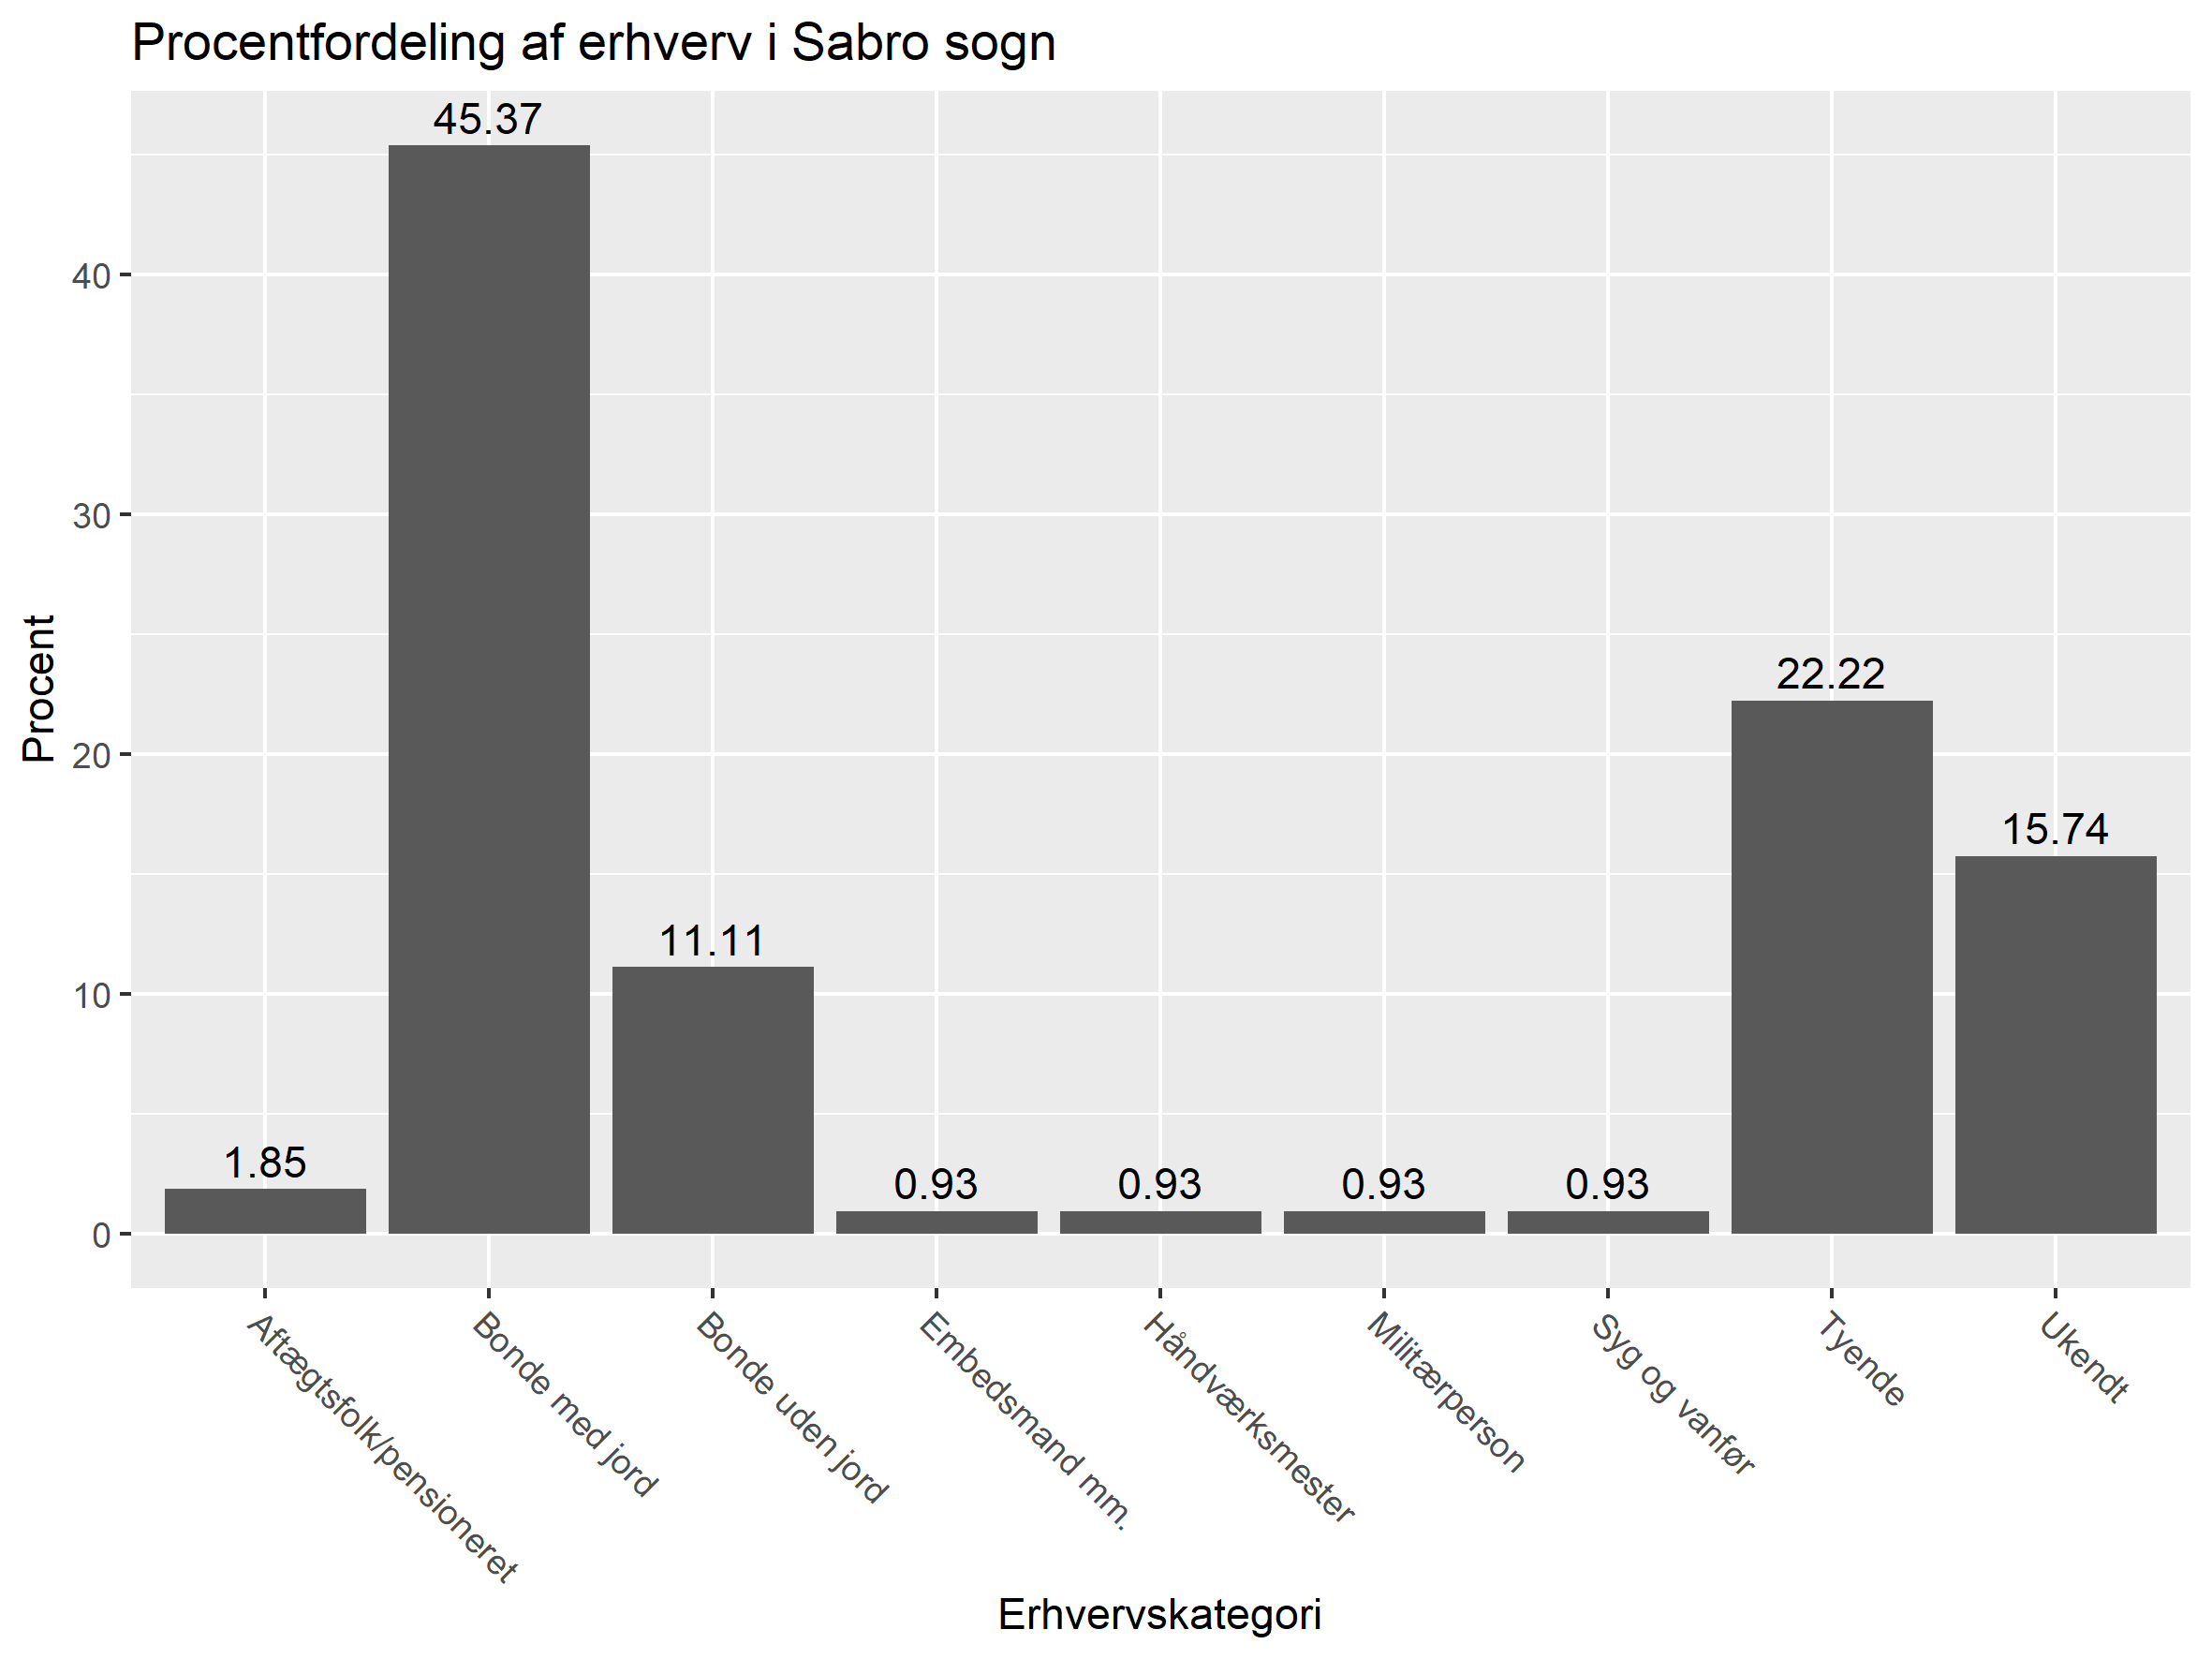 Procentfordeling af erhverv i Sabro sogn
45.37
22.22
15.74
11.11
1.85
0.93
0.93
0.93
0.93
40
30
20
10
0
Procent
Aftægtsfolk/pensioneret
Bonde med jord
Bonde uden jord
Embedsmand mm.
Håndværksmester
Militærperson
Syg og vanfør
Tyende
Ukendt
Erhvervskategori